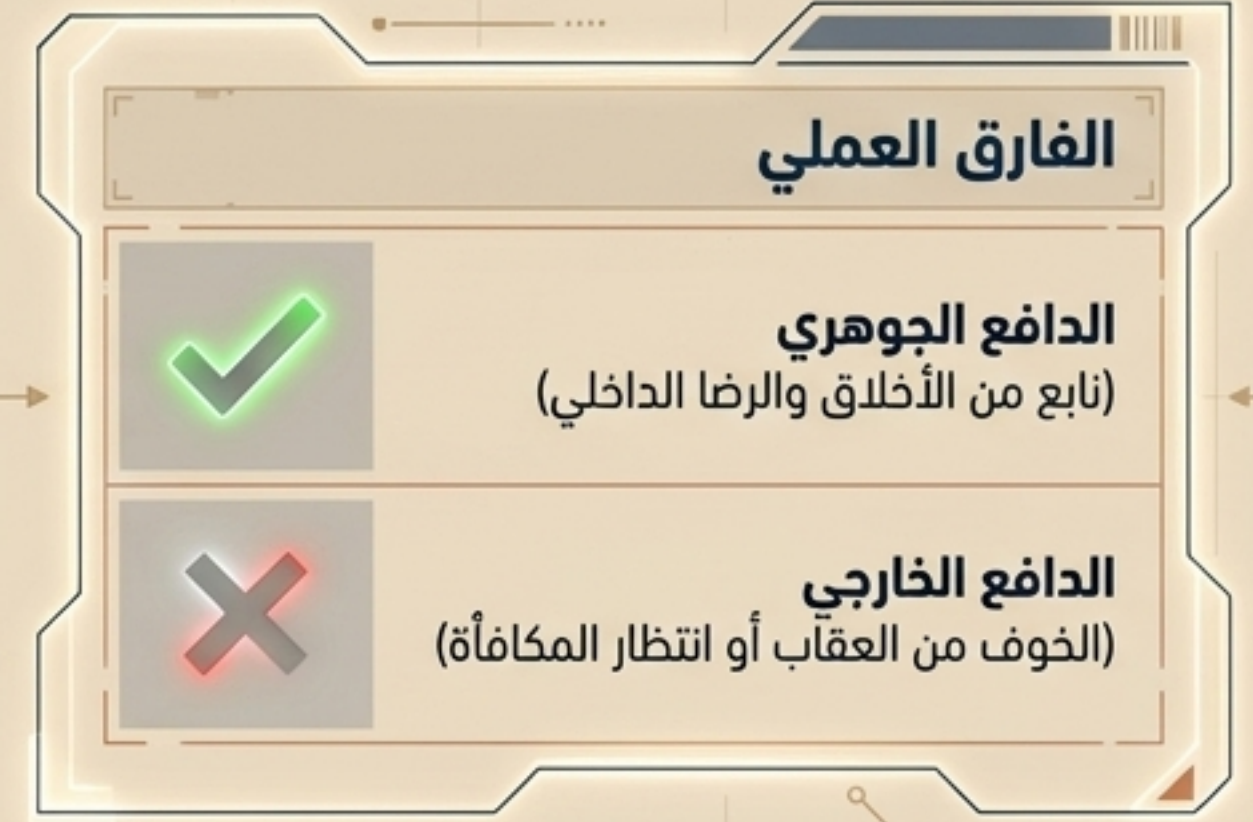 الفارق العملي
الدافع الجوهري
(نابع من الأخلاق والرضا الداخلي)
الدافع الخارجي
(الخوف من العقاب أو انتظار المكافأة)